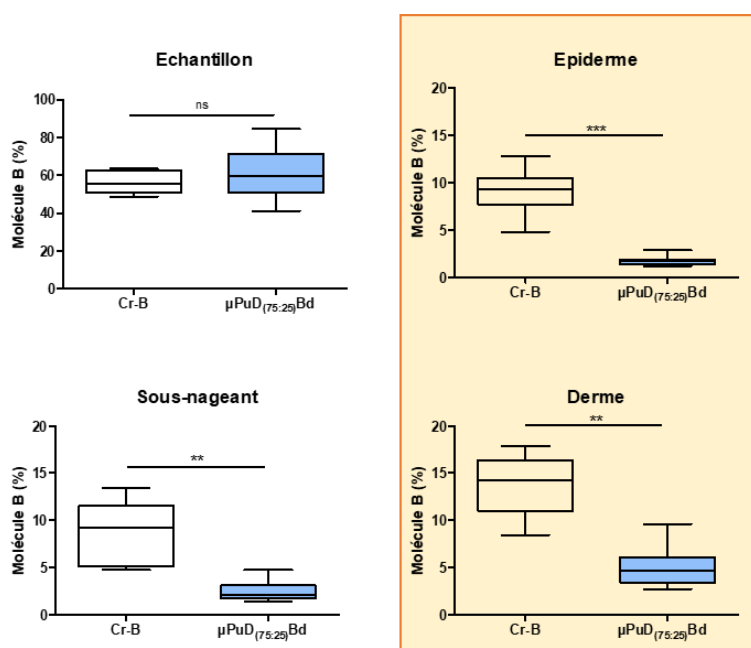 Echantillon
Molécule B (%)
100
80
60
40
20
0
ns
Cr-B
µPuD(75:25)Bd
Epiderme
Molécule B (%)
20
15
10
5
0
***
Cr-B
µPuD(75:25)Bd
Sous-nageant
Molécule B (%)
20
15
10
5
0
**
Cr-B
µPuD(75:25)Bd
Derme
Molécule B (%)
20
15
10
5
0
**
Cr-B
µPuD(75:25)Bd